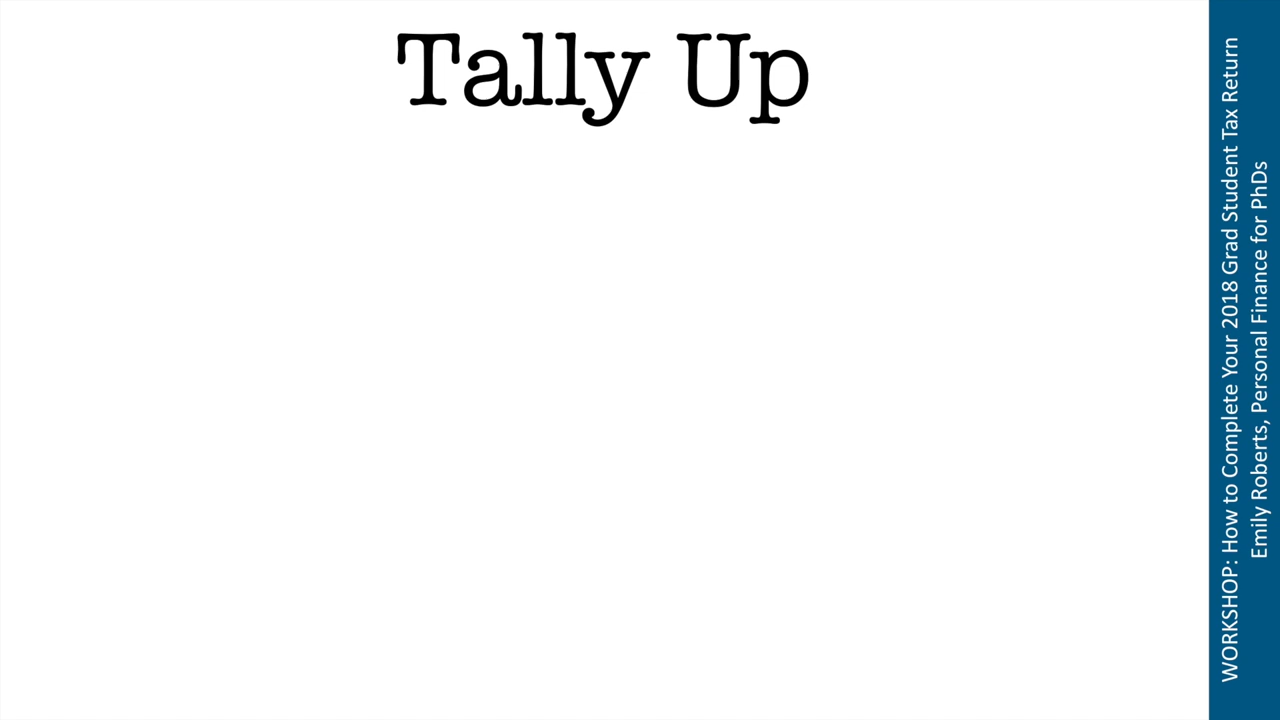 Tally Up
WORKSHOP: How to Complete Your 2018 Grad Student Tax Return
Emily Roberts, Personal Finance for PhDs